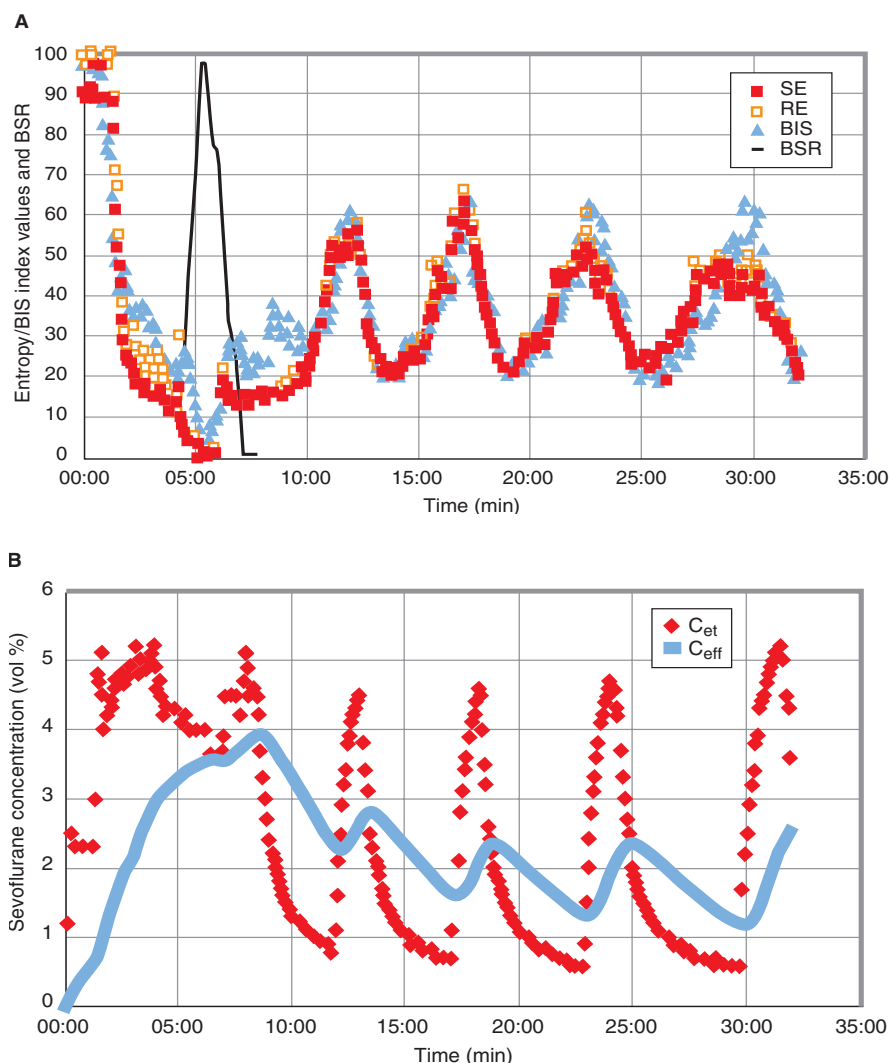 A
Entropy/BIS index values and BSR
100
90
80
70
60
50
40
30
20
10
0
SE
RE
BIS
BSR
00:00 05:00 10:00 15:00 20:00 25:00 30:00 35:00
Time (min)
B
Sevoflurane concentration (vol %)
6
5
4
3
2
1
0
Cet
Ceff
00:00 05:00 10:00 15:00 20:00 25:00 30:00 35:00
Time (min)